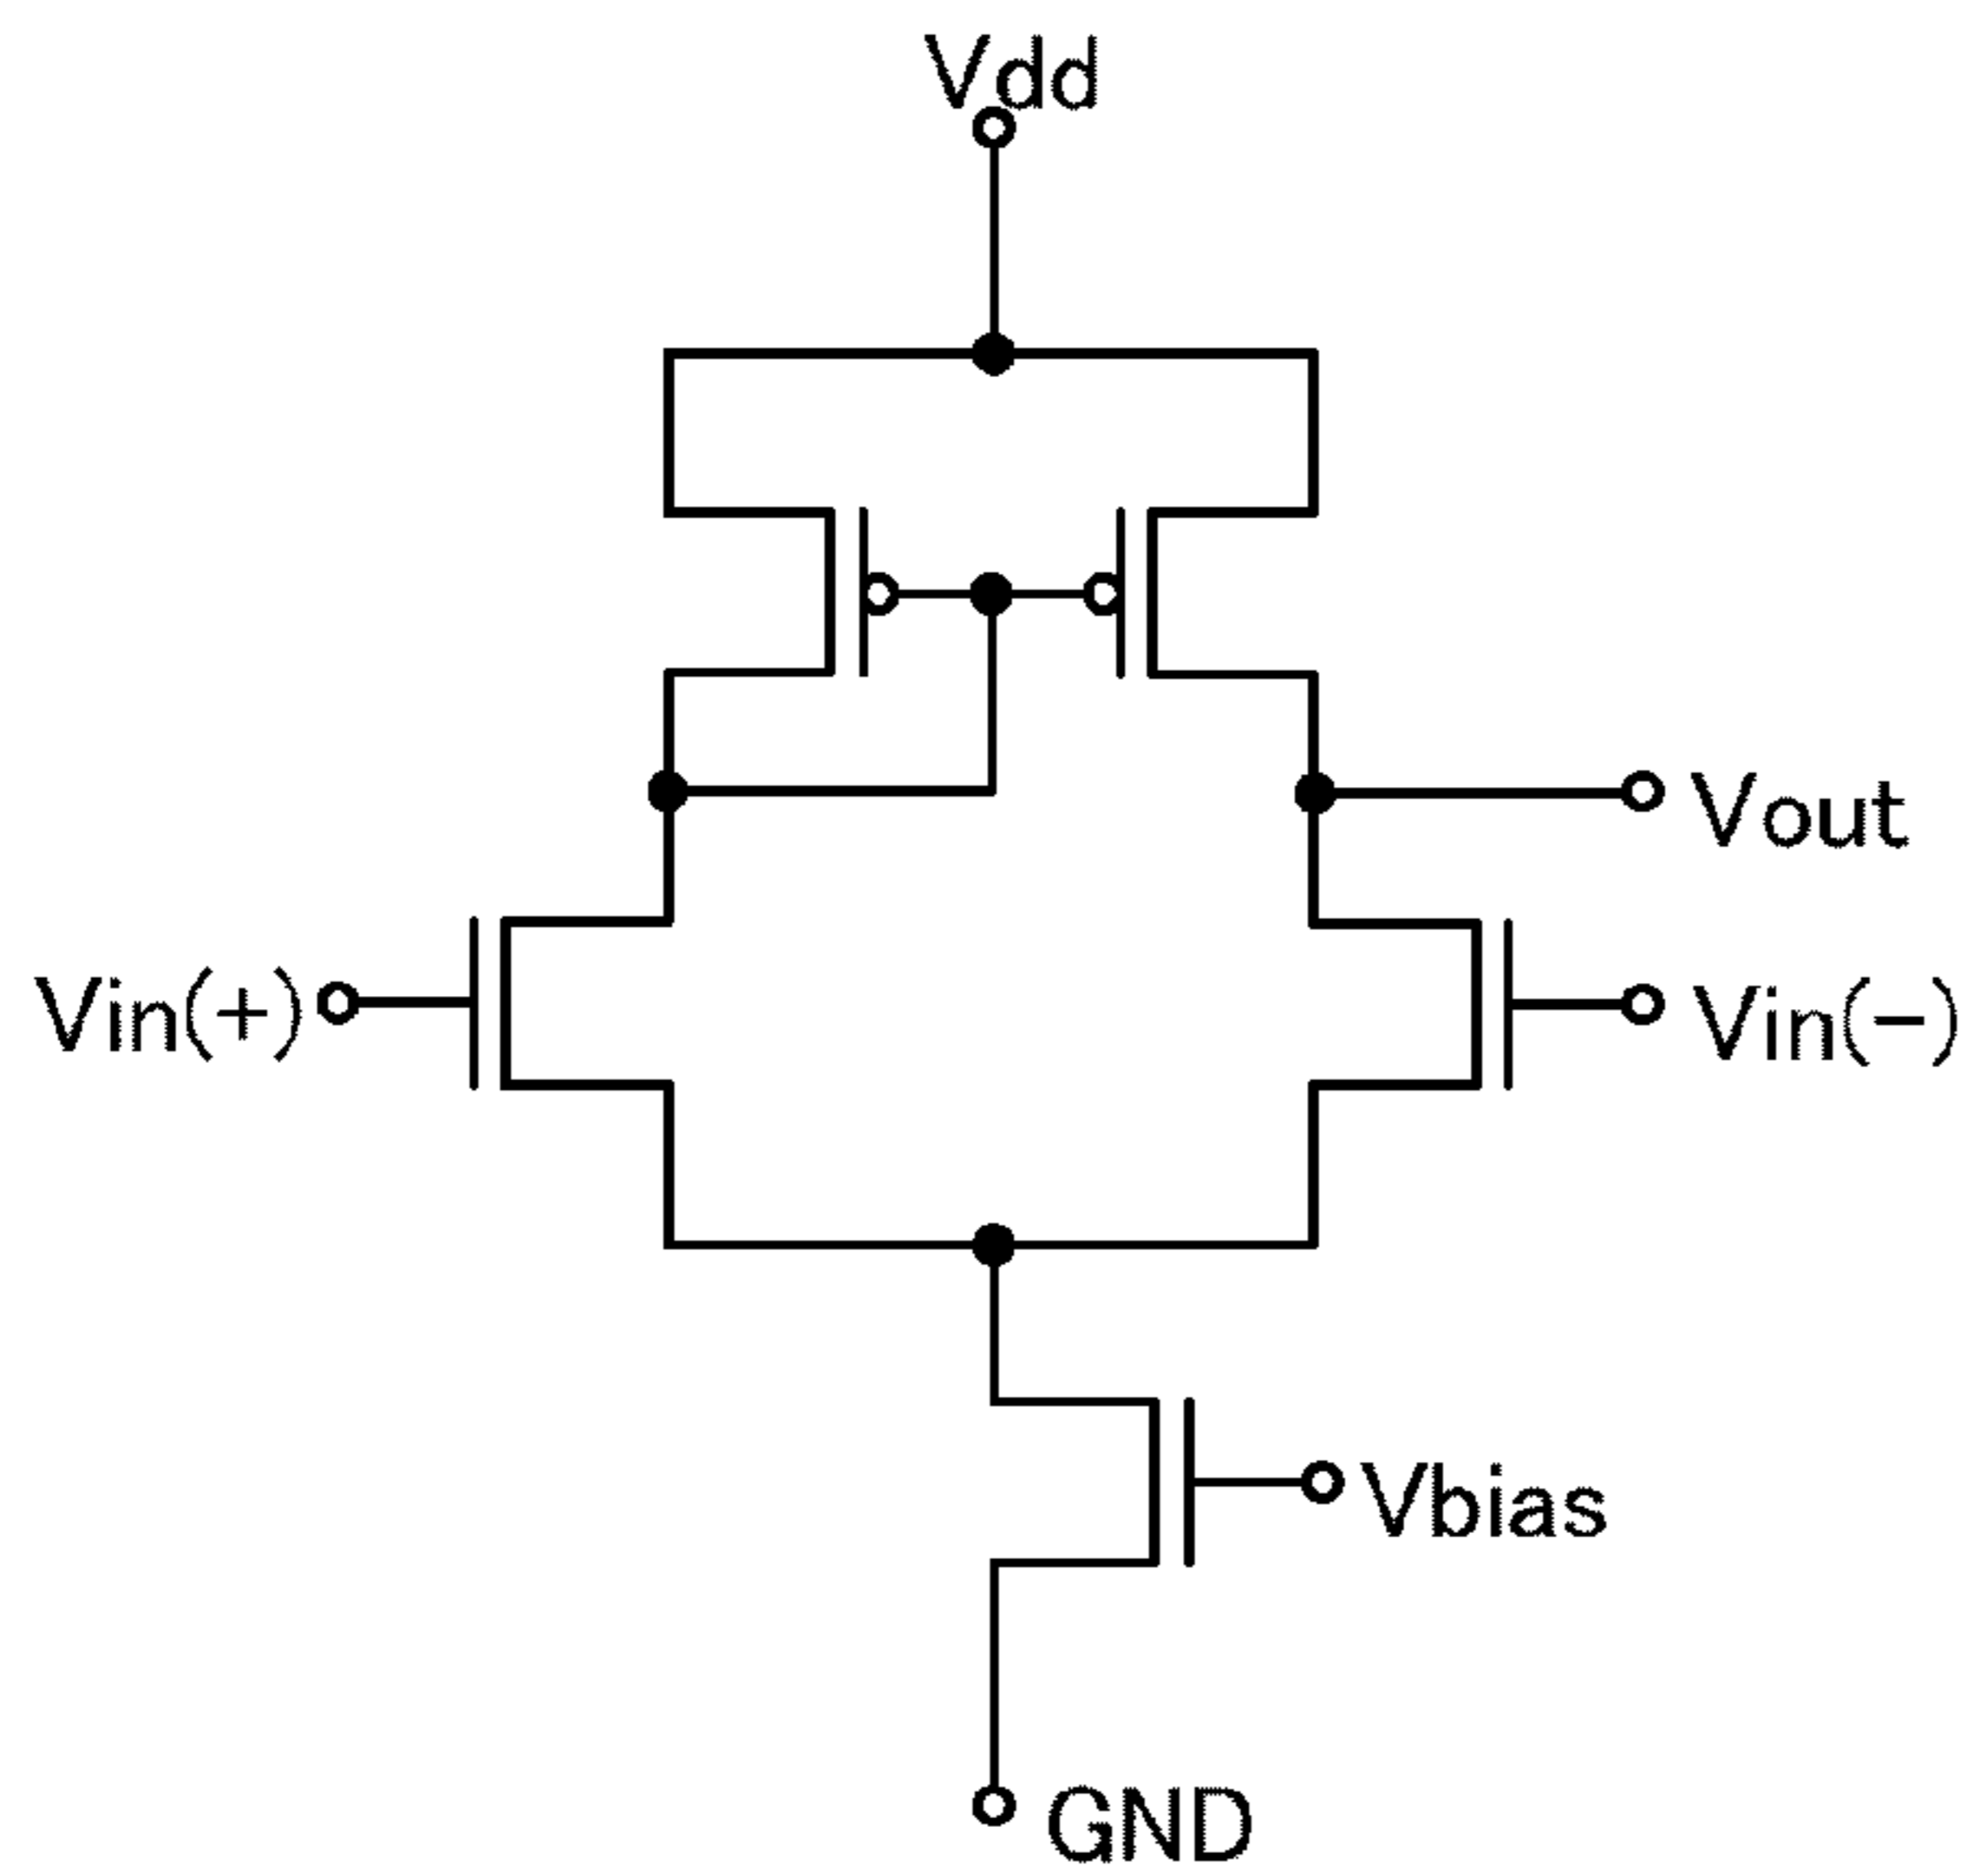 Vdd
Vout
Vin(+)
Vin(-)
Vbias
GND